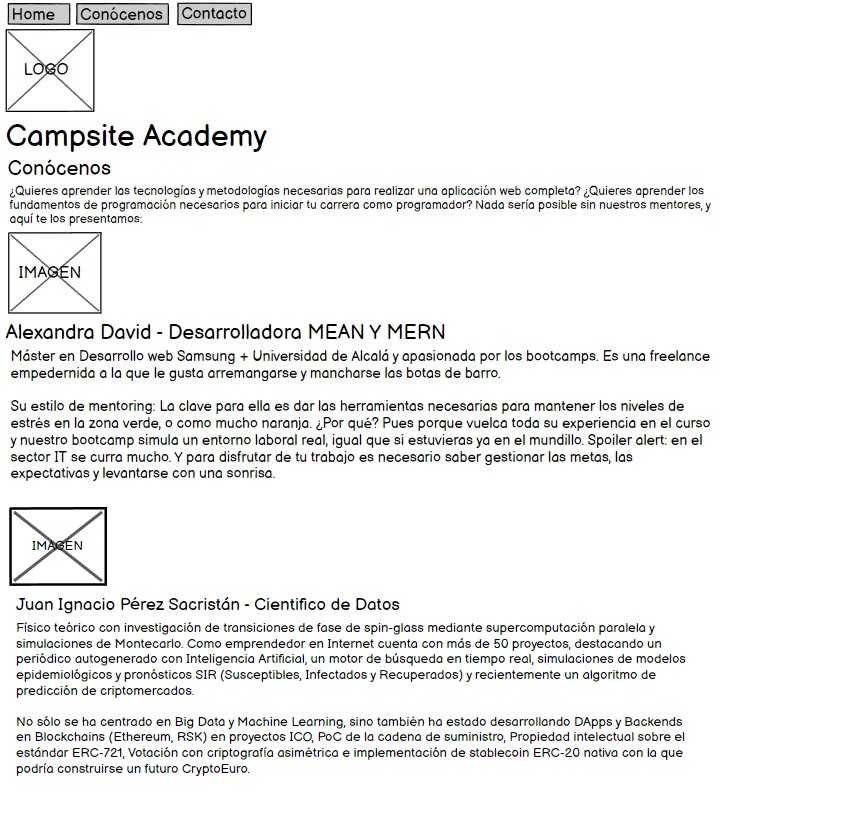 Home Conócenos Contacto
LOGO
Campsite Academy
Conócenos
¿Quieres aprender las tecnologías y metodologías necesarias para realizar una aplicación web completa? ¿Quieres aprender los
fundamentos de programación necesarios para iniciar tu carrera como programador? Nada sería posible sin nuestros mentores, y
aquí te los presentamos:
IMAGEN
Alexandra David - Desarrolladora MEAN Y MERN
Máster en Desarrollo web Samsung + Universidad de Alcalá y apasionada por los bootcamps. Es una freelance
empedernida a la que le gusta arremangarse y mancharse las botas de barro.
Su estilo de mentoring: La clave para ella es dar las herramientas necesarias para mantener los niveles de
estrés en la zona verde, o como mucho naranja. ¿Por qué? Pues porque vuelca toda su experiencia en el curso
y nuestro bootcamp simula un entorno laboral real, igual que si estuvieras ya en el mundillo. Spoiler alert: en el
sector IT se curra mucho. Y para disfrutar de tu trabajo es necesario saber gestionar las metas, las
expectativas y levantarse con una sonrisa.
IMAGEN
Juan Ignacio Pérez Sacristán - Cientifico de Datos
Físico teórico con investigación de transiciones de fase de spin-glass mediante supercomputación paralela y
simulaciones de Montecarlo. Como emprendedor en Internet cuenta con más de 50 proyectos, destacando un
periódico autogenerado con Inteligencia Artificial, un motor de búsqueda en tiempo real, simulaciones de modelos
epidemiológicos y pronósticos SIR (Susceptibles, Infectados y Recuperados) y recientemente un algoritmo de
predicción de criptomercados.
No sólo se ha centrado en Big Data y Machine Learning, sino también ha estado desarrollando DApps y Backends
en Blockchains (Ethereum, RSK) en proyectos ICO, PoC de la cadena de suministro, Propiedad intelectual sobre el
estándar ERC-721, Votación con criptografía asimétrica e implementación de stablecoin ERC-20 nativa con la que
podría construirse un futuro CryptoEuro.